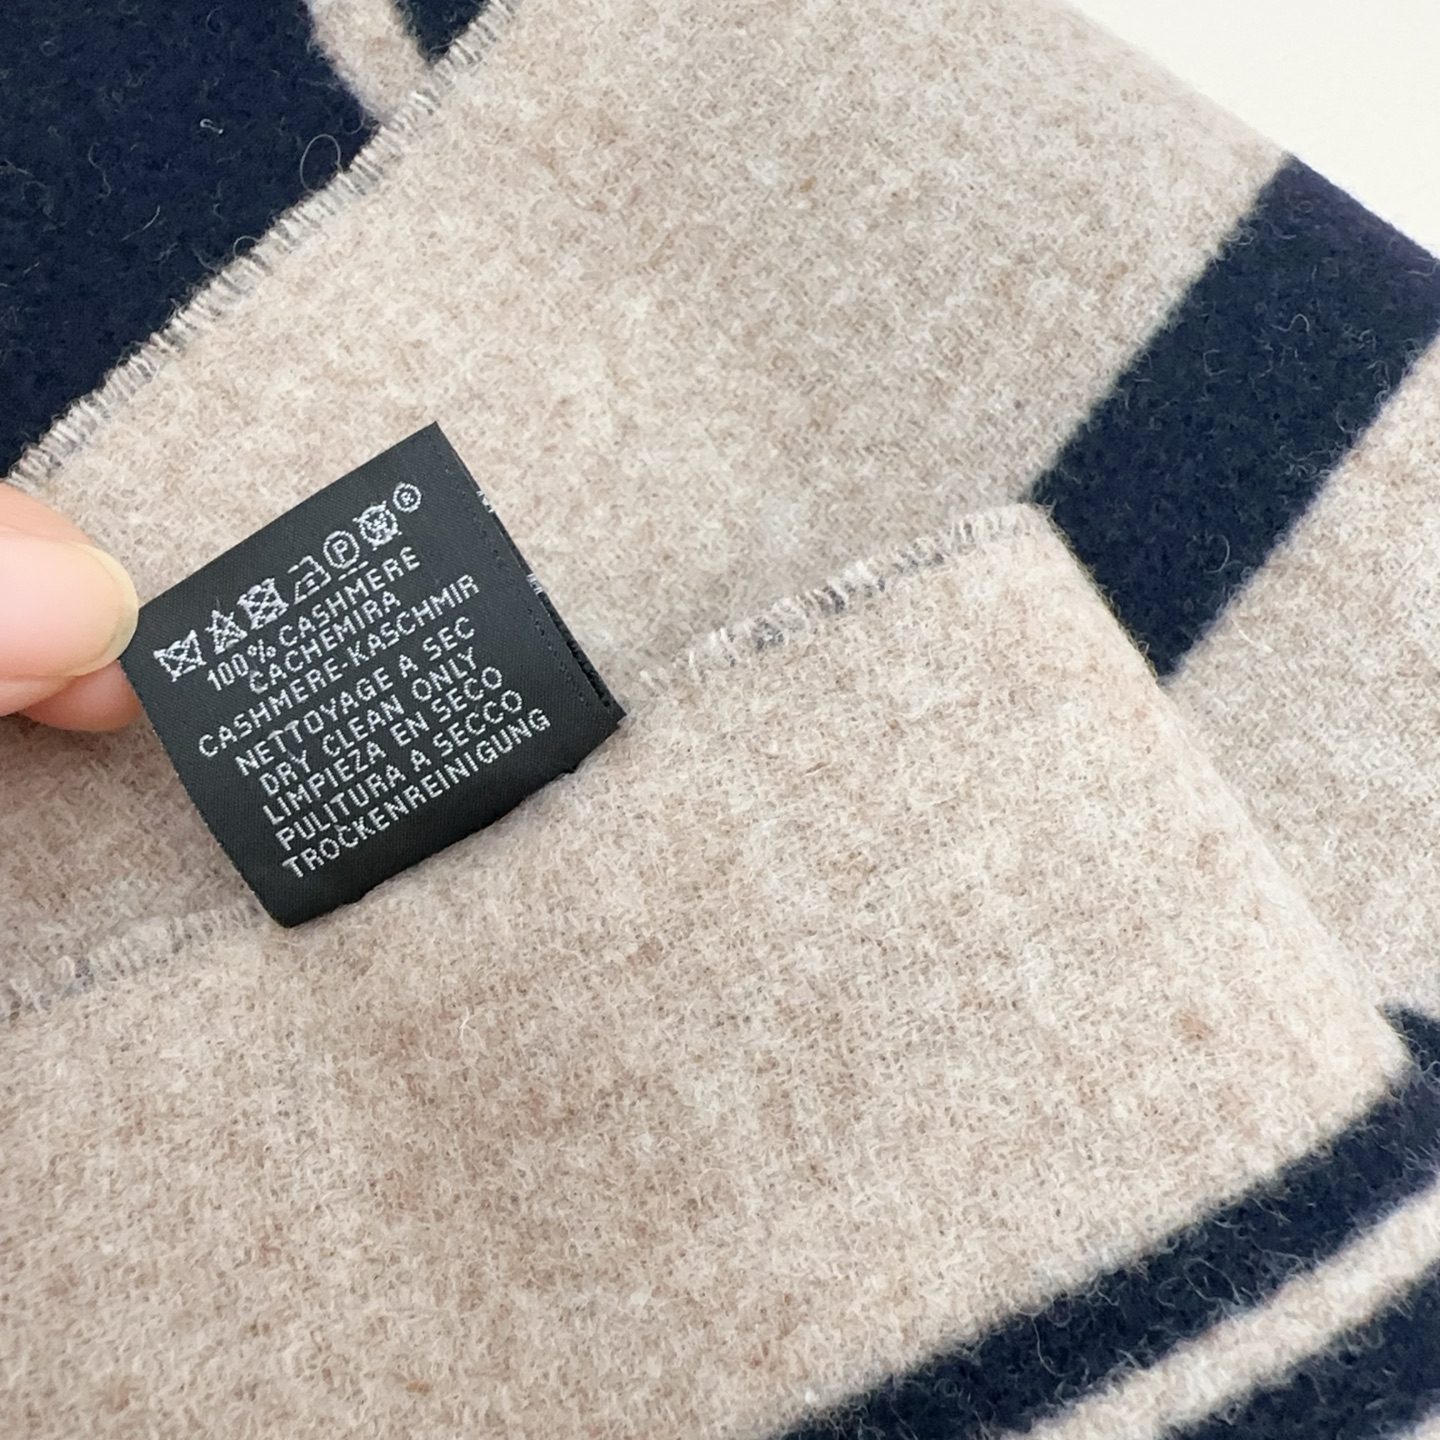 ®
100% CASHMERE
CACHEMIRA
CASHMERE-KASCHMIR
NETTOYAGE A SEC
DRY CLEAN ONLY
LIMPIEZA EN SECO
PULITURA A SECCO
TROCKENREINIGUNG